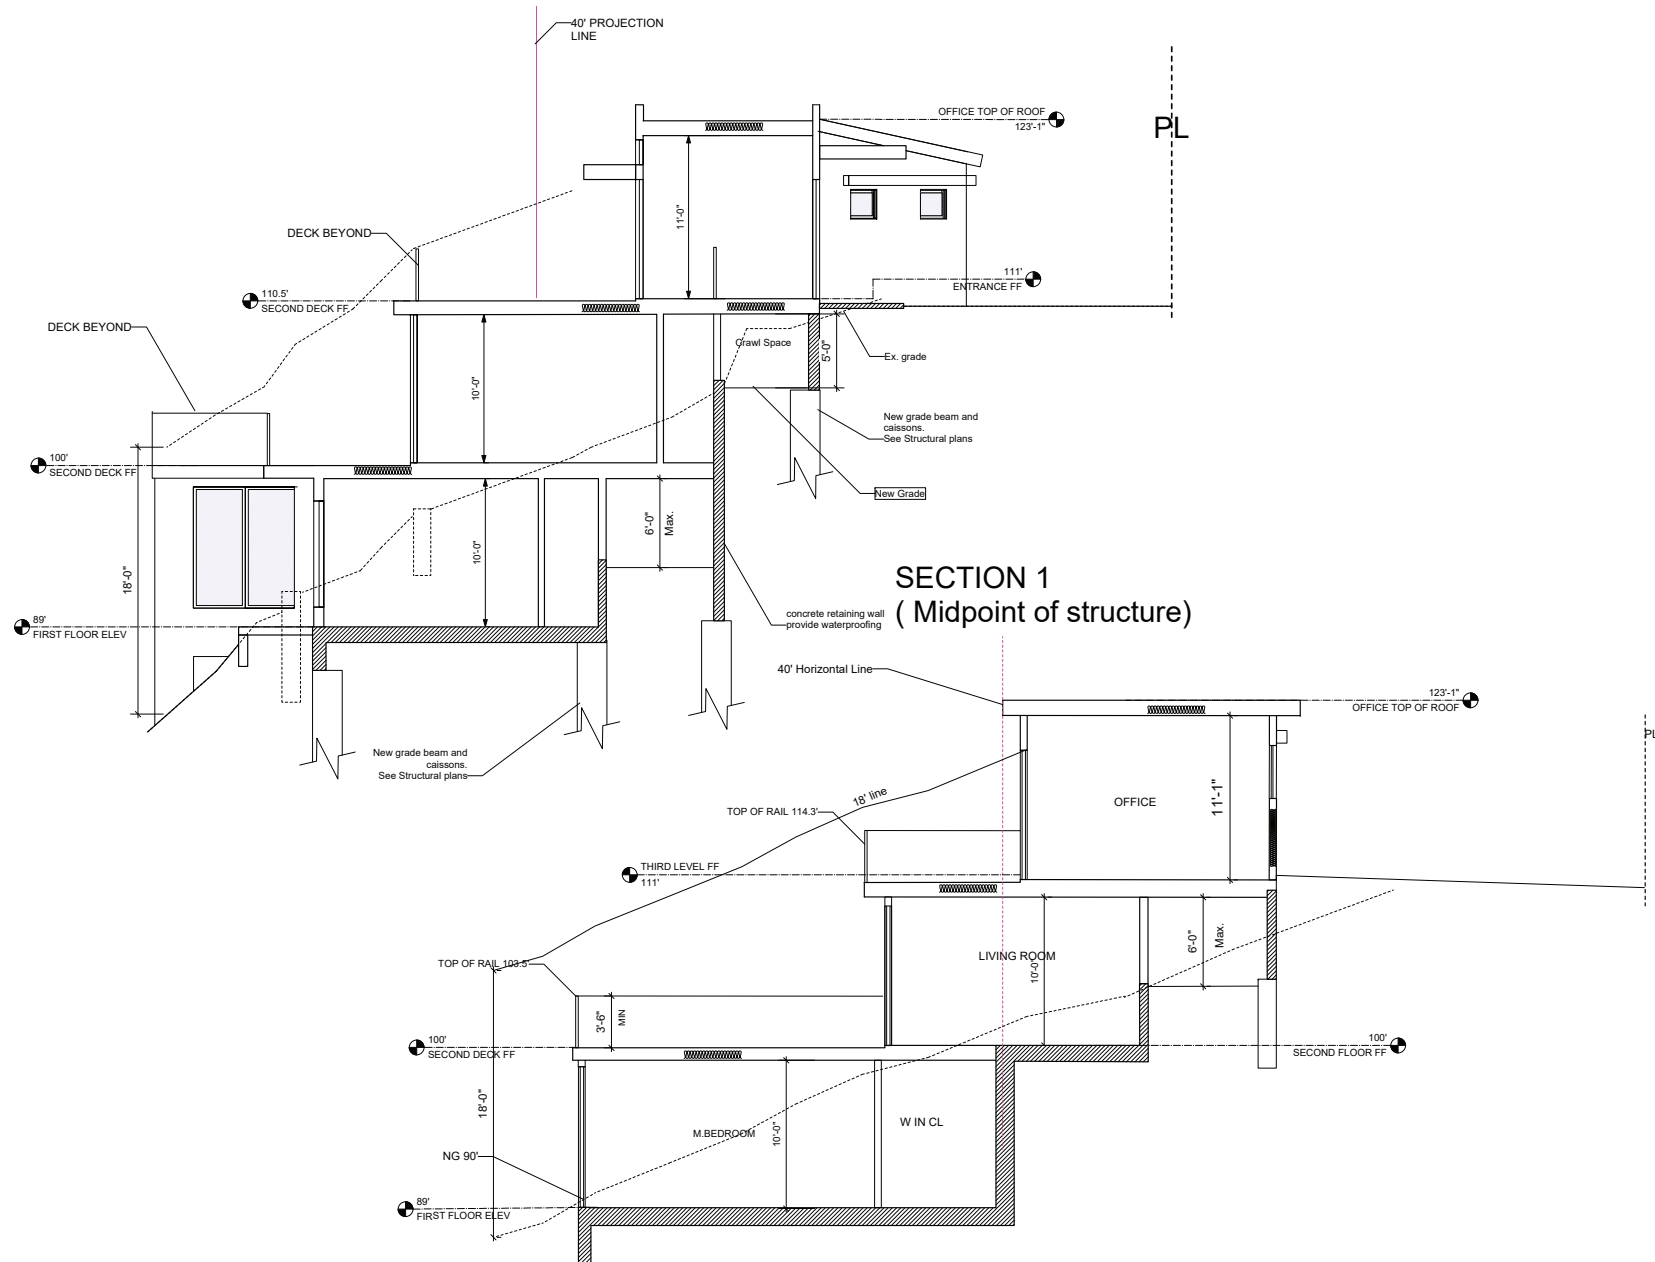 40' PROJECTION
LINE
OFFICE TOP OF ROOF
123'-1"
PL
11'-0"
DECK BEYOND
111'
ENTRANCE FF
110.5'
SECOND DECK FF
DECK BEYOND
Crawl Space
5'-0"
Ex. grade
10'-0"
New grade beam and
caissons.
See Structural plans
100'
SECOND DECK FF
New Grade
6'-0"
Max.
10'-0"
18'-0"
SECTION 1
( Midpoint of structure)
concrete retaining wall
provide waterproofing
89'
FIRST FLOOR ELEV
40' Horizontal Line
123'-1"
OFFICE TOP OF ROOF
PL
New grade beam and
caissons.
See Structural plans
18' line
OFFICE
11'-1"
TOP OF RAIL 114.3'
THIRD LEVEL FF
111'
6'-0"
Max.
LIVING ROOM
10'-0"
TOP OF RAIL 103.5'
3'-6"
MIN
100'
SECOND DECK FF
100'
SECOND FLOOR FF
18'-0"
W IN CL
M.BEDROOM
10'-0"
NG 90'
89'
FIRST FLOOR ELEV